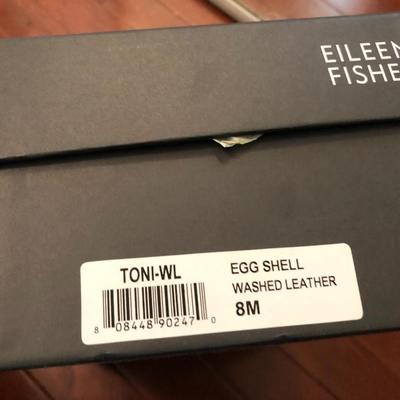 EILEEN
FISHE
TONI-WL
EGG SHELL
WASHED LEATHER
8M
8 08448 90247 0